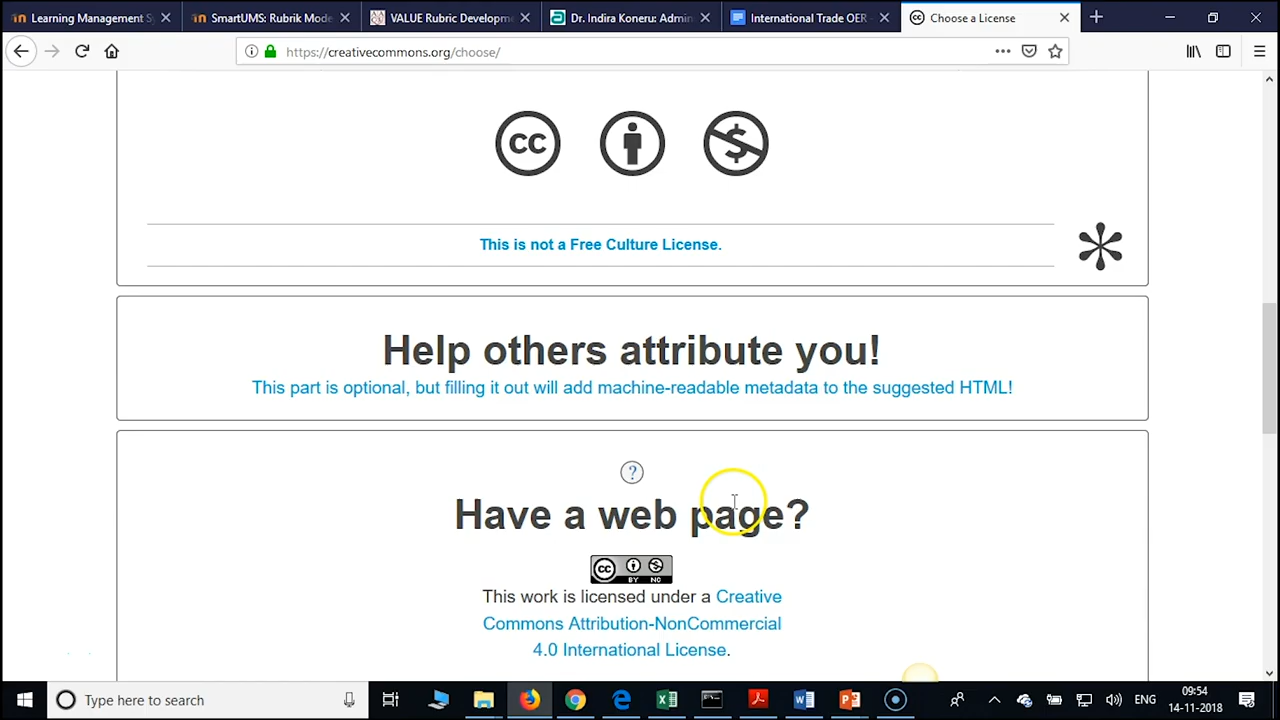 Learning Management S
SmartUMS: Rubrik Mode
VALUE Rubric Developme
Dr. Indira Koneru: Admin
International Trade OER -
Choose a License
https://creativecommons.org/choose/
This is not a Free Culture License.
Help others attribute you!
This part is optional, but filling it out will add machine-readable metadata to the suggested HTML!
?
Have a web page?
CC BY NC
This work is licensed under a Creative
Commons Attribution-NonCommercial
4.0 International License.
Type here to search
ENG
09:54
14-11-2018